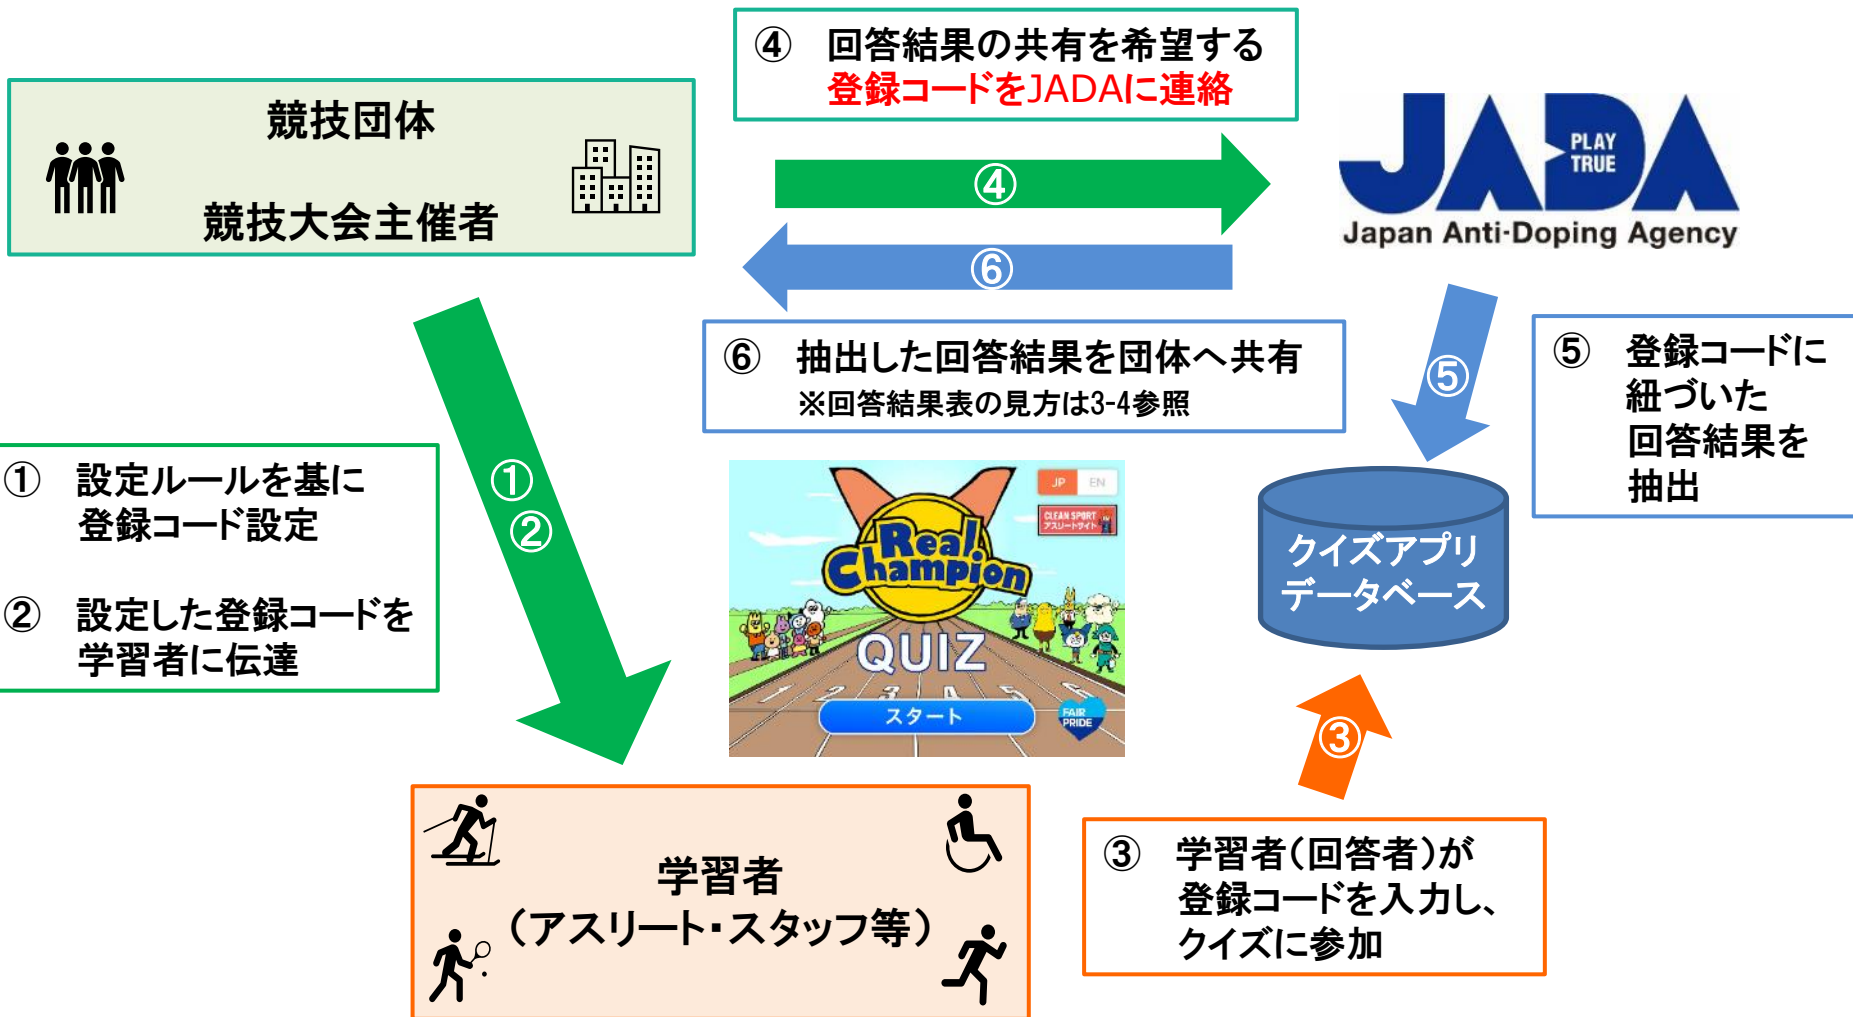 ④ 回答結果の共有を希望する
登録コードをJADAに連絡
競技団体
競技大会主催者
④
JADA
PLAY
TRUE
Japan Anti-Doping Agency
⑥
⑥ 抽出した回答結果を団体へ共有
※回答結果表の見方は3-4参照
⑤
⑤ 登録コードに
紐づいた
回答結果を
抽出
① 設定ルールを基に
登録コード設定
② 設定した登録コードを
学習者に伝達
①
②
JP EN
CLEAN SPORT
アスリートサイト
Real
Champion
QUIZ
1 2 3 4 5 6
スタート
FAIR
PRIDE
クイズアプリ
データベース
③
学習者
（アスリート・スタッフ等）
③ 学習者（回答者）が
登録コードを入力し、
クイズに参加